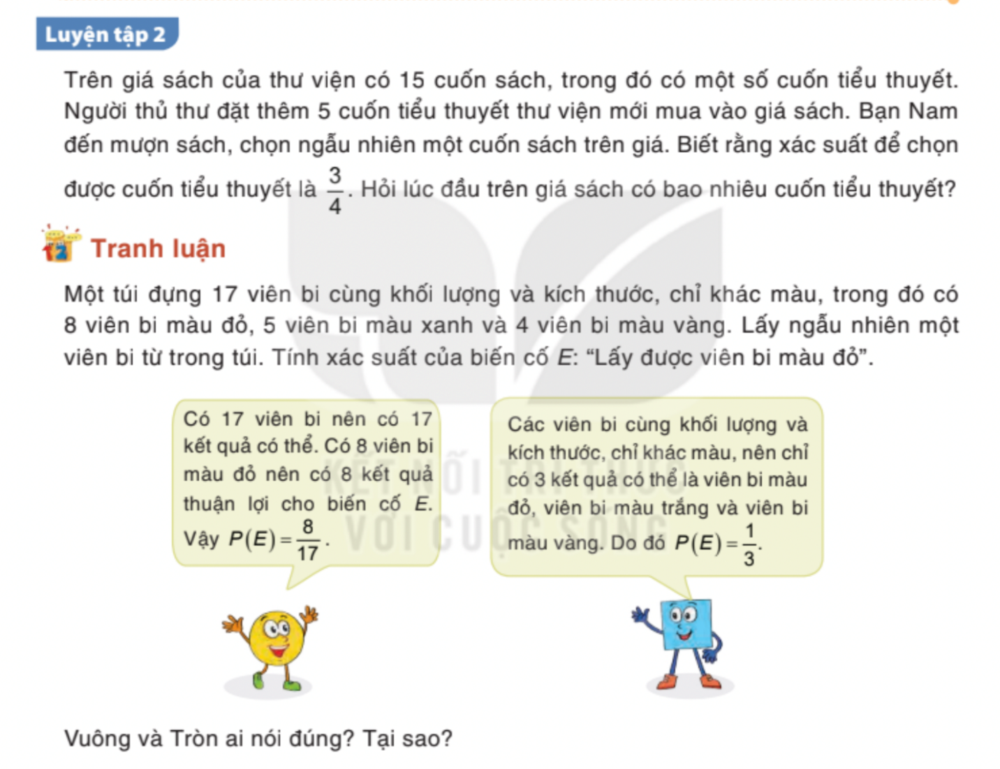 Luyện tập 2
Trên giá sách của thư viện có 15 cuốn sách, trong đó có một số cuốn tiểu thuyết.
Người thủ thư đặt thêm 5 cuốn tiểu thuyết thư viện mới mua vào giá sách. Bạn Nam
đến mượn sách, chọn ngẫu nhiên một cuốn sách trên giá. Biết rằng xác suất để chọn
được cuốn tiểu thuyết là 3/4. Hỏi lúc đầu trên giá sách có bao nhiêu cuốn tiểu thuyết?
12 Tranh luận
Một túi đựng 17 viên bi cùng khối lượng và kích thước, chỉ khác màu, trong đó có
8 viên bi màu đỏ, 5 viên bi màu xanh và 4 viên bi màu vàng. Lấy ngẫu nhiên một
viên bi từ trong túi. Tính xác suất của biến cố E: “Lấy được viên bi màu đỏ”.
Có 17 viên bi nên có 17
kết quả có thể. Có 8 viên bi
màu đỏ nên có 8 kết quả
thuận lợi cho biến cố E.
Vậy P(E) = 8/17.
Các viên bi cùng khối lượng và
kích thước, chỉ khác màu, nên chỉ
có 3 kết quả có thể là viên bi màu
đỏ, viên bi màu trắng và viên bi
màu vàng. Do đó P(E) = 1/3.
KẾT NỐI TRI THỨC
VỚI CUỘC SỐNG
Vuông và Tròn ai nói đúng? Tại sao?